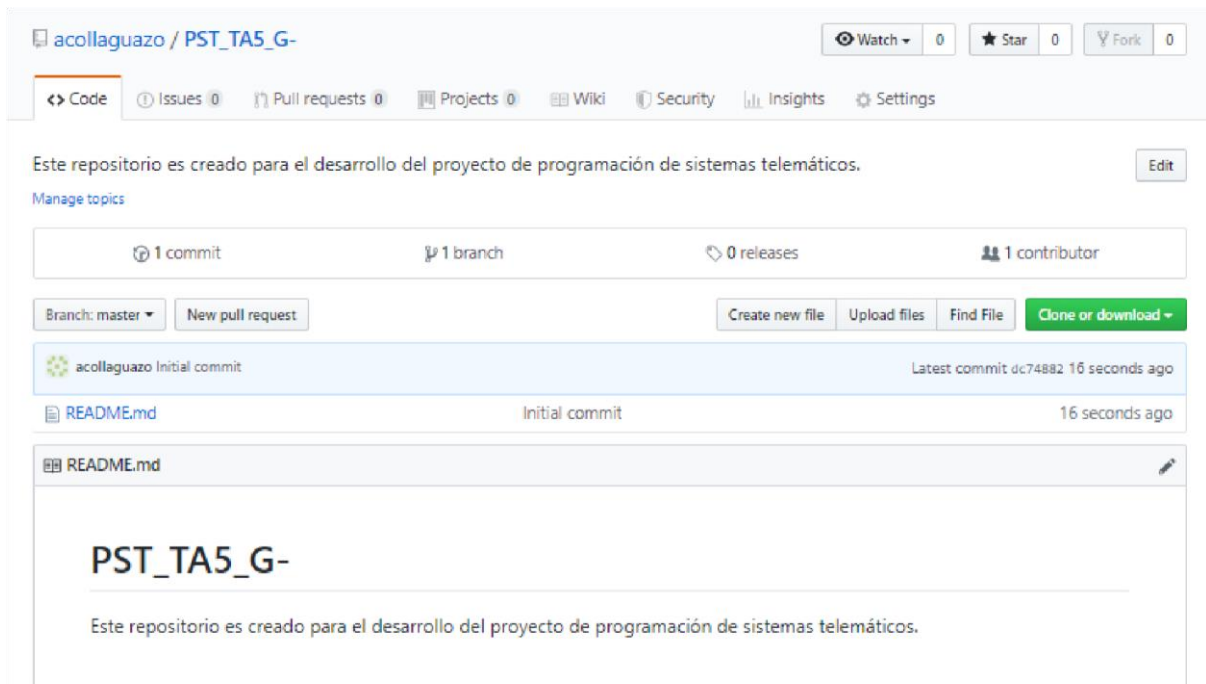 acollaguazo / PST_TA5_G-
Watch 0 Star 0 Fork 0
<> Code Issues 0 Pull requests 0 Projects 0 Wiki Security Insights Settings
Este repositorio es creado para el desarrollo del proyecto de programación de sistemas telemáticos.
Edit
Manage topics
1 commit 1 branch 0 releases 1 contributor
Branch: master New pull request Create new file Upload files Find File Clone or download
acollaguazo Initial commit Latest commit dc74882 16 seconds ago
README.md Initial commit 16 seconds ago
README.md
PST_TA5_G-
Este repositorio es creado para el desarrollo del proyecto de programación de sistemas telemáticos.